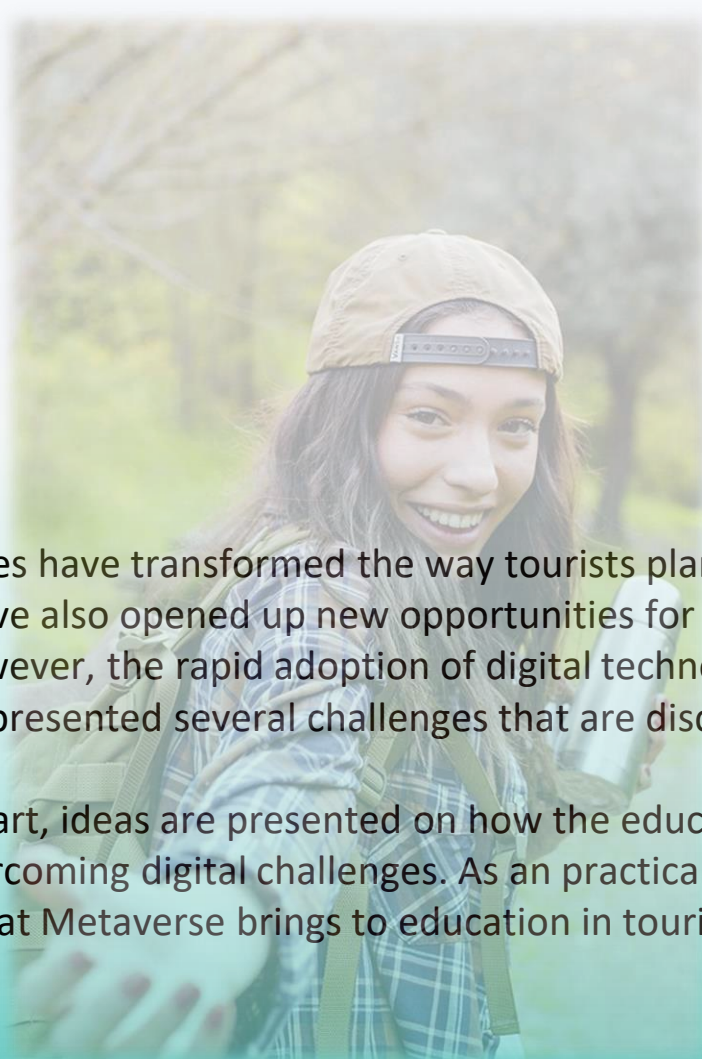 es have transformed the way tourists plan
ve also opened up new opportunities for
vever, the rapid adoption of digital techno
presented several challenges that are disc
art, ideas are presented on how the educ
rcoming digital challenges. As an practica
at Metaverse brings to education in touri